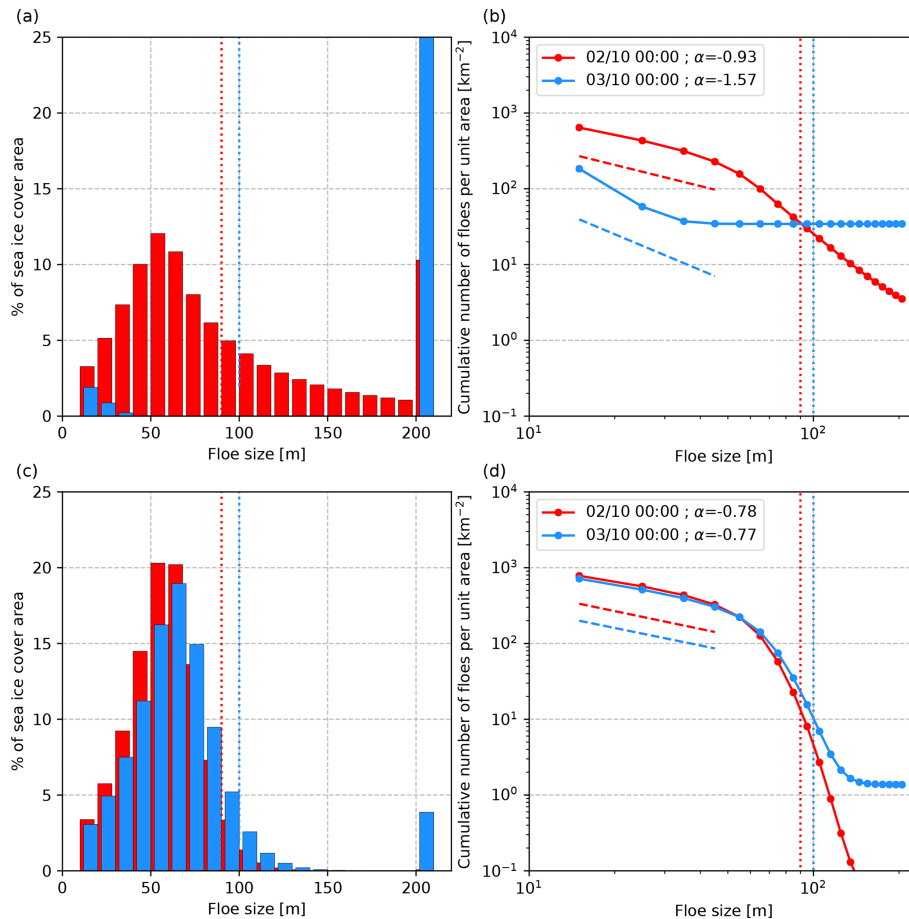 (a)
25
20
15
10
5
0
% of sea ice cover area
0 50 100 150 200
Floe size [m]
(b)
10^4
10^3
10^2
10^1
10^0
10^-1
Cumulative number of floes per unit area [km^-2]
02/10 00:00 ; α=-0.93
03/10 00:00 ; α=-1.57
10^1 10^2
Floe size [m]
(c)
25
20
15
10
5
0
% of sea ice cover area
0 50 100 150 200
Floe size [m]
(d)
10^4
10^3
10^2
10^1
10^0
10^-1
Cumulative number of floes per unit area [km^-2]
02/10 00:00 ; α=-0.78
03/10 00:00 ; α=-0.77
10^1 10^2
Floe size [m]